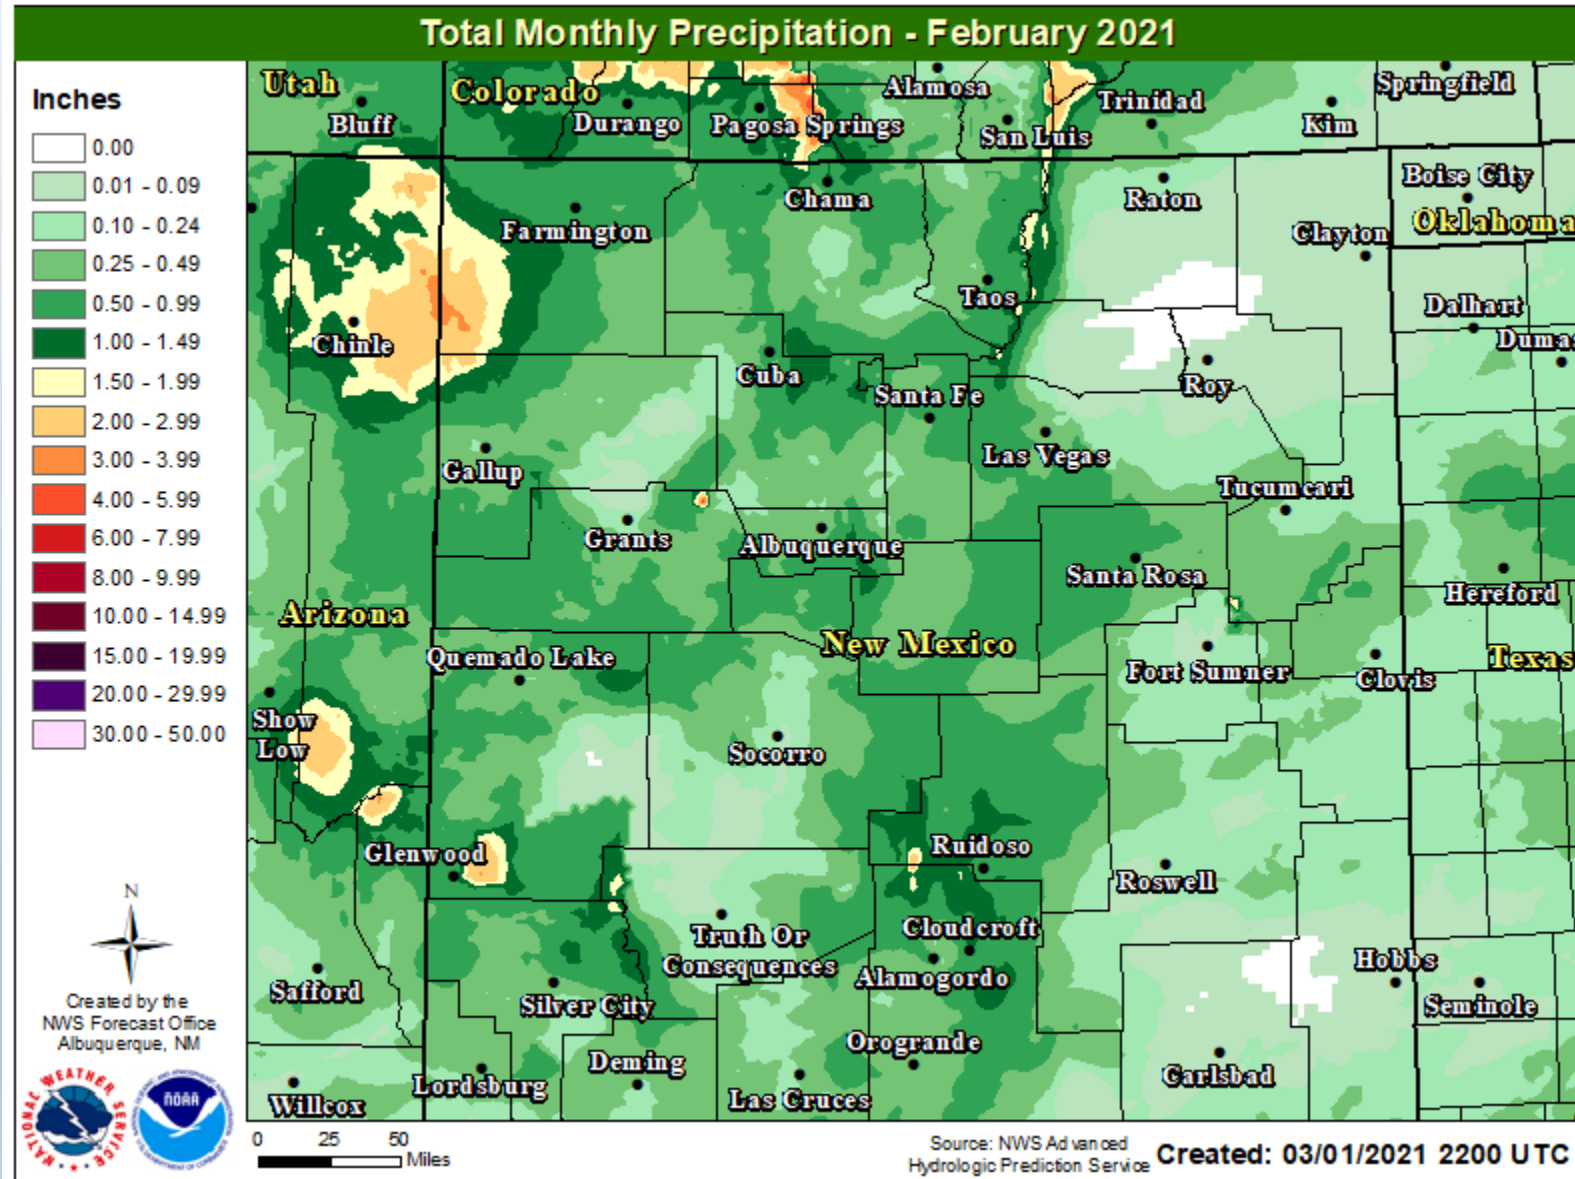 Total Monthly Precipitation - February 2021
Inches
0.00
0.01 - 0.09
0.10 - 0.24
0.25 - 0.49
0.50 - 0.99
1.00 - 1.49
1.50 - 1.99
2.00 - 2.99
3.00 - 3.99
4.00 - 5.99
6.00 - 7.99
8.00 - 9.99
10.00 - 14.99
15.00 - 19.99
20.00 - 29.99
30.00 - 50.00
Utah
Colorado
Alamosa
Springfield
Bluff
Durango
Pagosa Springs
San Luis
Trinidad
Kim
Chama
Raton
Boise City
Oklahoma
Farmington
Clayton
Taos
Dalhart
Chinle
Dumas
Cuba
Santa Fe
Roy
Gallup
Las Vegas
Tucumcari
Grants
Albuquerque
Santa Rosa
Hereford
Arizona
New Mexico
Quemado Lake
Fort Sumner
Clovis
Texas
Show
Low
Socorro
Glenwood
Ruidoso
Roswell
Truth Or
Consequences
Cloudcroft
Alamogordo
Hobbs
Safford
Silver City
Seminole
Orogrande
Deming
Lordsburg
Las Cruces
Carlsbad
Willcox
N
Created by the
NWS Forecast Office
Albuquerque, NM
NATIONAL WEATHER SERVICE
NOAA
0 25 50
Miles
Source: NWS Advanced
Hydrologic Prediction Service
Created: 03/01/2021 2200 UTC